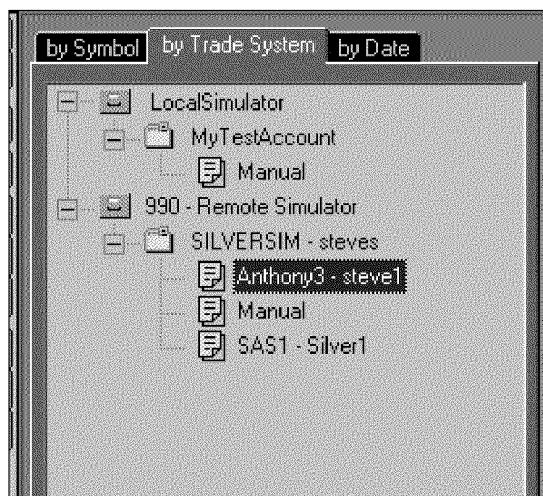 by Symbol by Trade System by Date
LocalSimulator
MyTestAccount
Manual
990 - Remote Simulator
SILVERSIM - steves
Anthony3 - steve1
Manual
SAS1 - Silver1